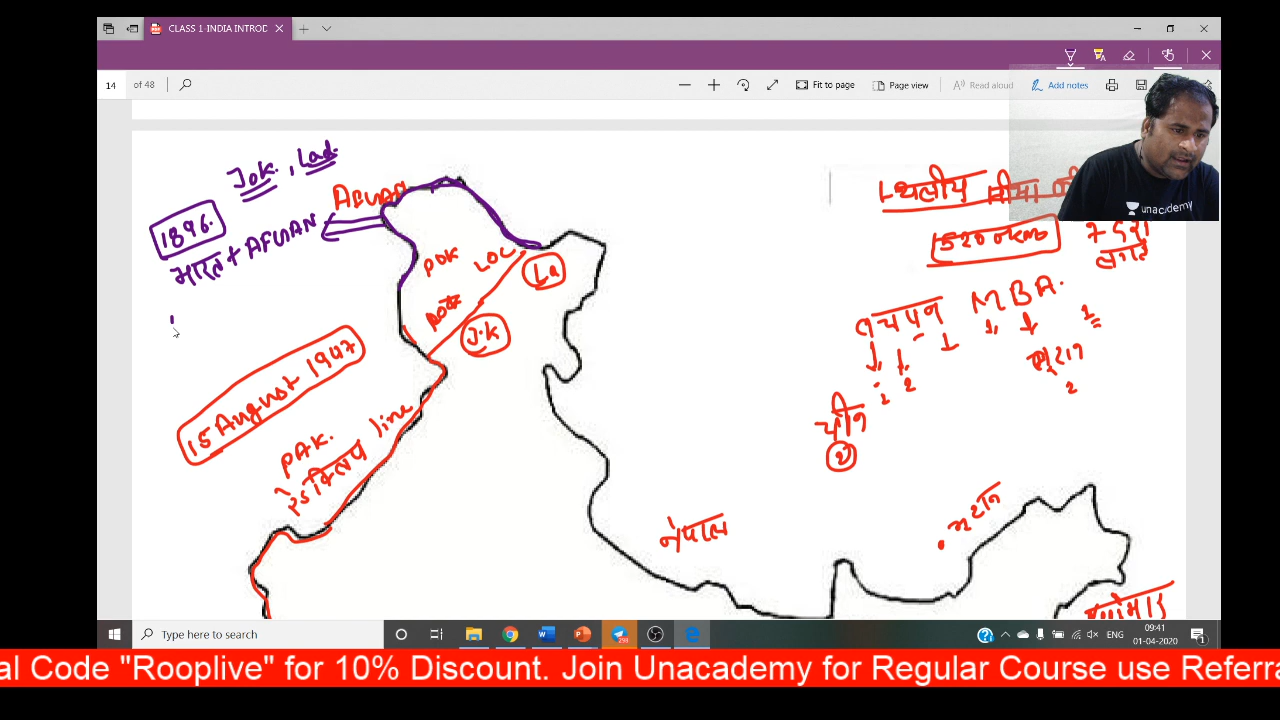 CLASS 1-INDIA INTROD
14 of 48
Fit to page
Page view
Read aloud
Add notes
J&K, Lad.
AFGHAN
1896.
भारत + AFGHAN
POK
LOC
La
J.K
15 August 1947
PAK.
line
स्थलीय सीमा
15200 km
7 देश
MBA.
भूटान
2
चीन
नेपाल
भूटान
unacademy
Type here to search
ENG
09:41
01-04-2020
al Code "Rooplive" for 10% Discount. Join Unacademy for Regular Course use Referra